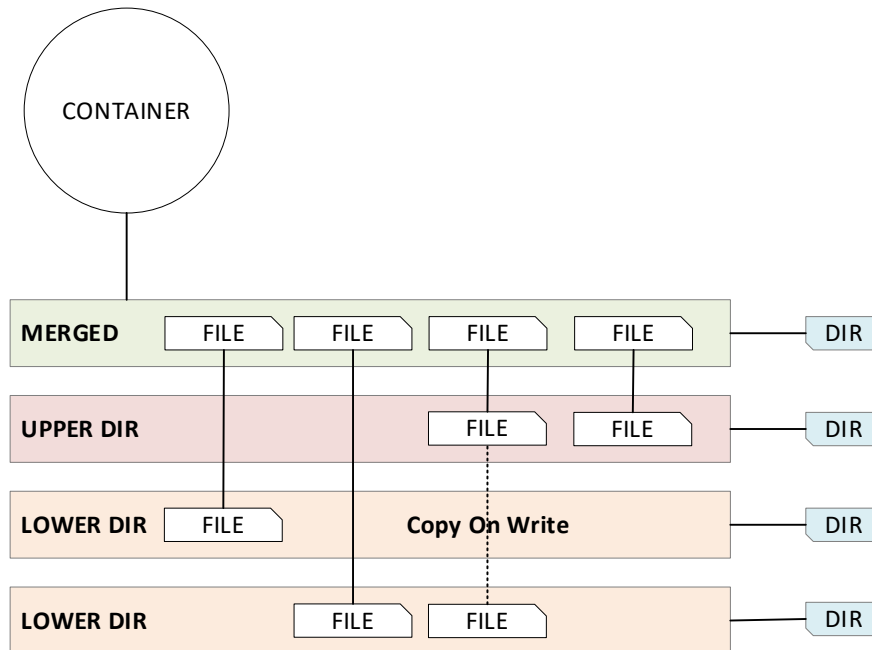 CONTAINER
MERGED FILE FILE FILE FILE DIR
UPPER DIR FILE FILE DIR
LOWER DIR FILE Copy On Write DIR
LOWER DIR FILE FILE DIR